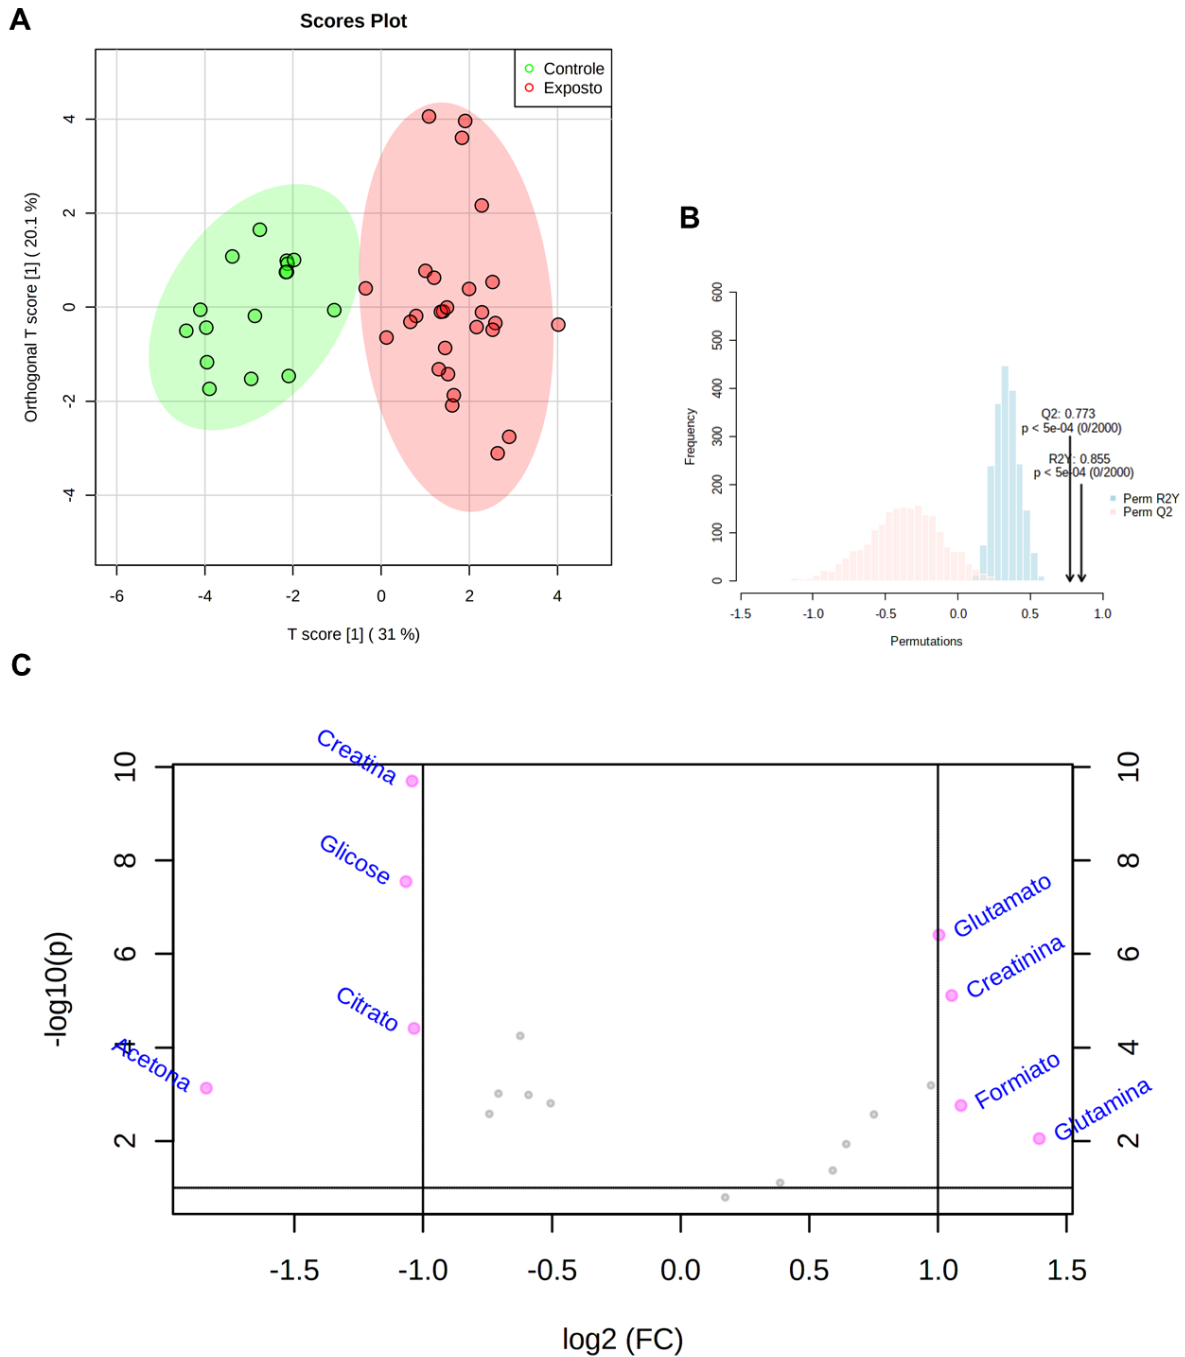 A
Scores Plot
Controle
Exposto
Orthogonal T score [1] ( 20.1 %)
4
2
0
-2
-4
-6
-4
-2
0
2
4
T score [1] ( 31 %)
B
Frequency
600
500
400
300
200
100
0
Q2: 0.773
p < 5e-04 (0/2000)
R2Y: 0.855
p < 5e-04 (0/2000)
Perm R2Y
Perm Q2
-1.5
-1.0
-0.5
0.0
0.5
1.0
Permutations
C
-log10(p)
10
8
6
4
2
Creatina
Glicose
Citrato
Acetona
Glutamato
Creatinina
Formiato
Glutamina
10
8
6
4
2
-1.5
-1.0
-0.5
0.0
0.5
1.0
1.5
log2 (FC)